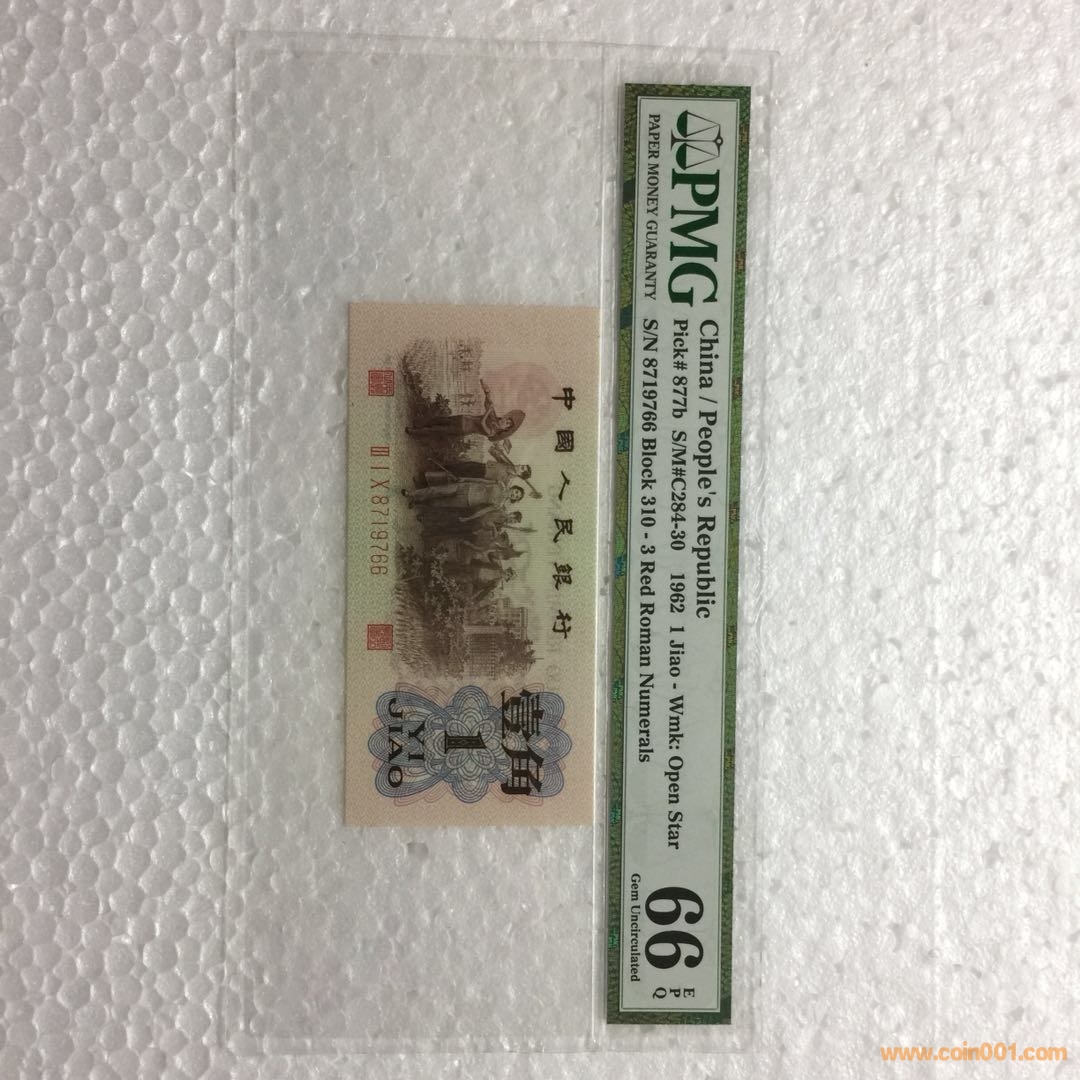 PMG
PAPER MONEY GUARANTY
China / People's Republic
Pick# 877b S/M#C284-30 1962 1 Jiao - Wmk: Open Star
S/N 8719766 Block 310 - 3 Red Roman Numerals
66
EPQ
Gem Uncirculated
中國人民銀行
壹角
1
YI
JIAO
III I X 8719766
www.coin001.com